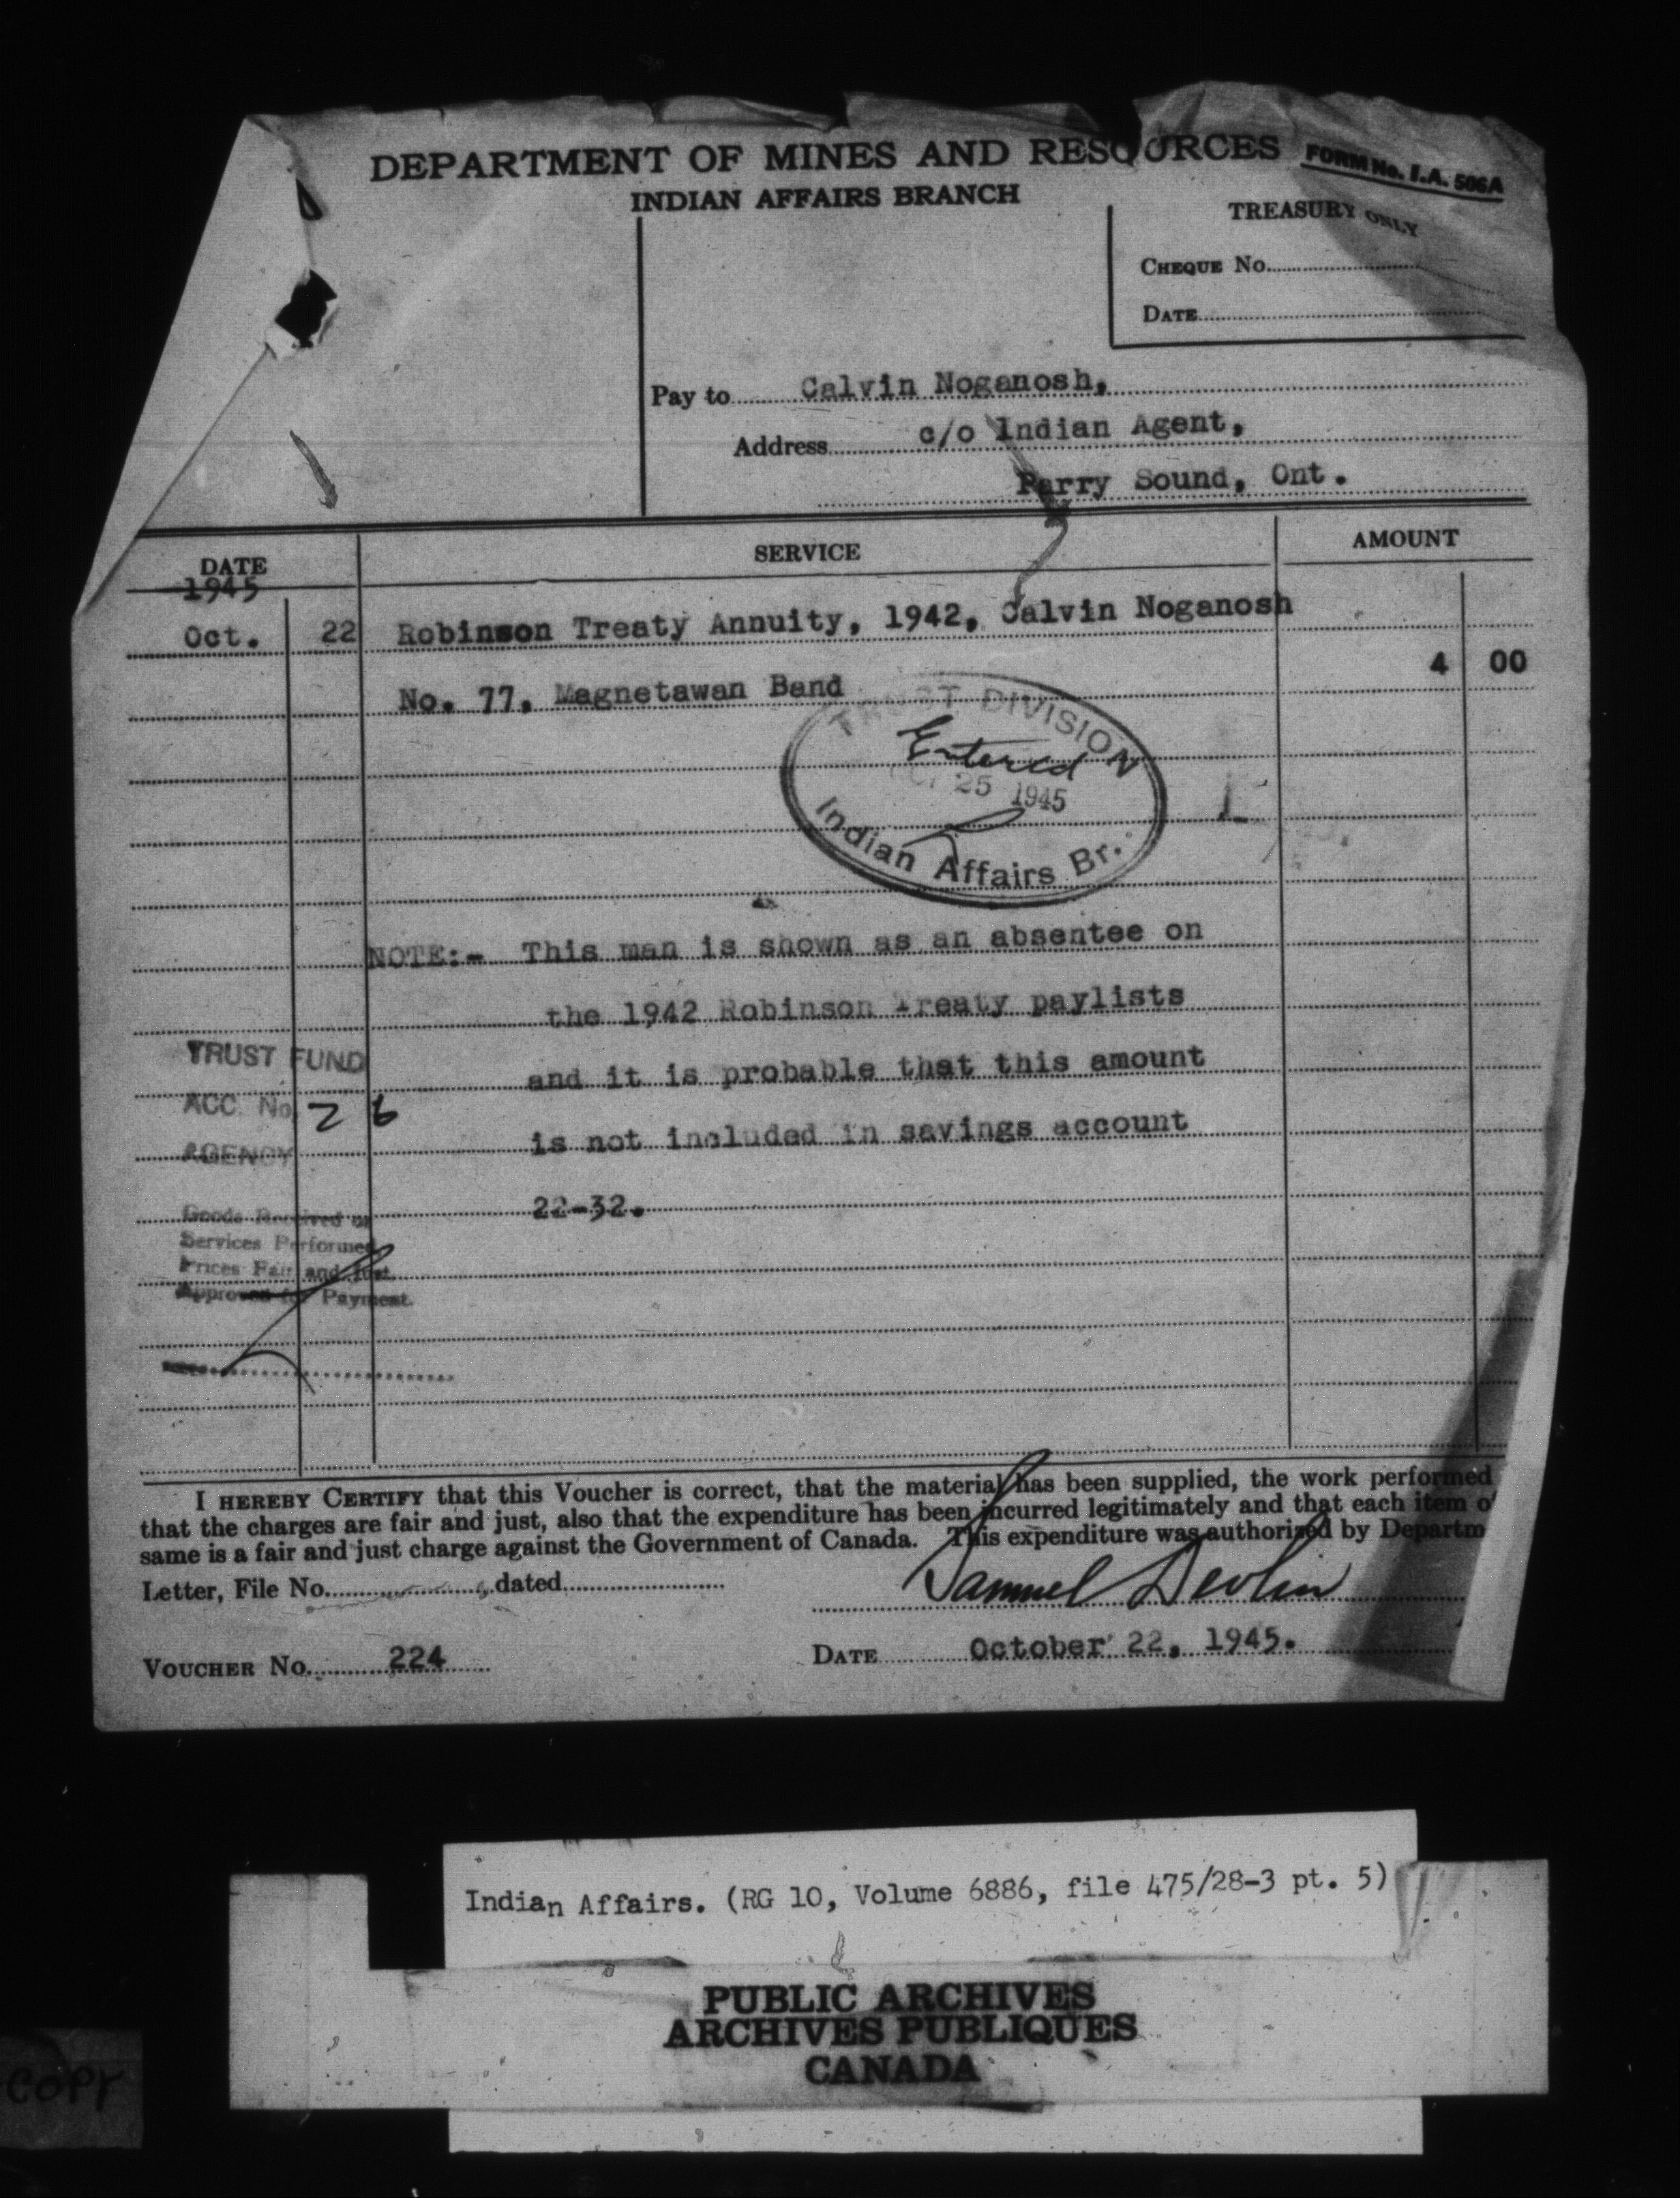 DEPARTMENT OF MINES AND RESOURCES
FORM No. I.A. 506A
INDIAN AFFAIRS BRANCH
TREASURY ONLY
CHEQUE No.
DATE
Pay to Calvin Noganosh,
Address c/o Indian Agent,
Parry Sound, Ont.
DATE SERVICE AMOUNT
1945
Oct. 22 Robinson Treaty Annuity, 1942, Calvin Noganosh
No. 77, Magnetawan Band 4 00
TRUST DIVISION
Entered
25 1945
Indian Affairs Br.
NOTE:- This man is shown as an absentee on
the 1942 Robinson Treaty paylists
and it is probable that this amount
is not included in savings account
22-32.
TRUST FUND
ACC. No. 26
AGENCY
Goods Received or
Services Performed
Prices Fair and Just
Approved for Payment.
I HEREBY CERTIFY that this Voucher is correct, that the material has been supplied, the work performed
that the charges are fair and just, also that the expenditure has been incurred legitimately and that each item o
same is a fair and just charge against the Government of Canada. This expenditure was authorized by Departm
Letter, File No. dated
Samuel Devlin
VOUCHER No. 224
DATE October 22, 1945.
Indian Affairs. (RG 10, Volume 6886, file 475/28-3 pt. 5)
PUBLIC ARCHIVES
ARCHIVES PUBLIQUES
CANADA
COPY